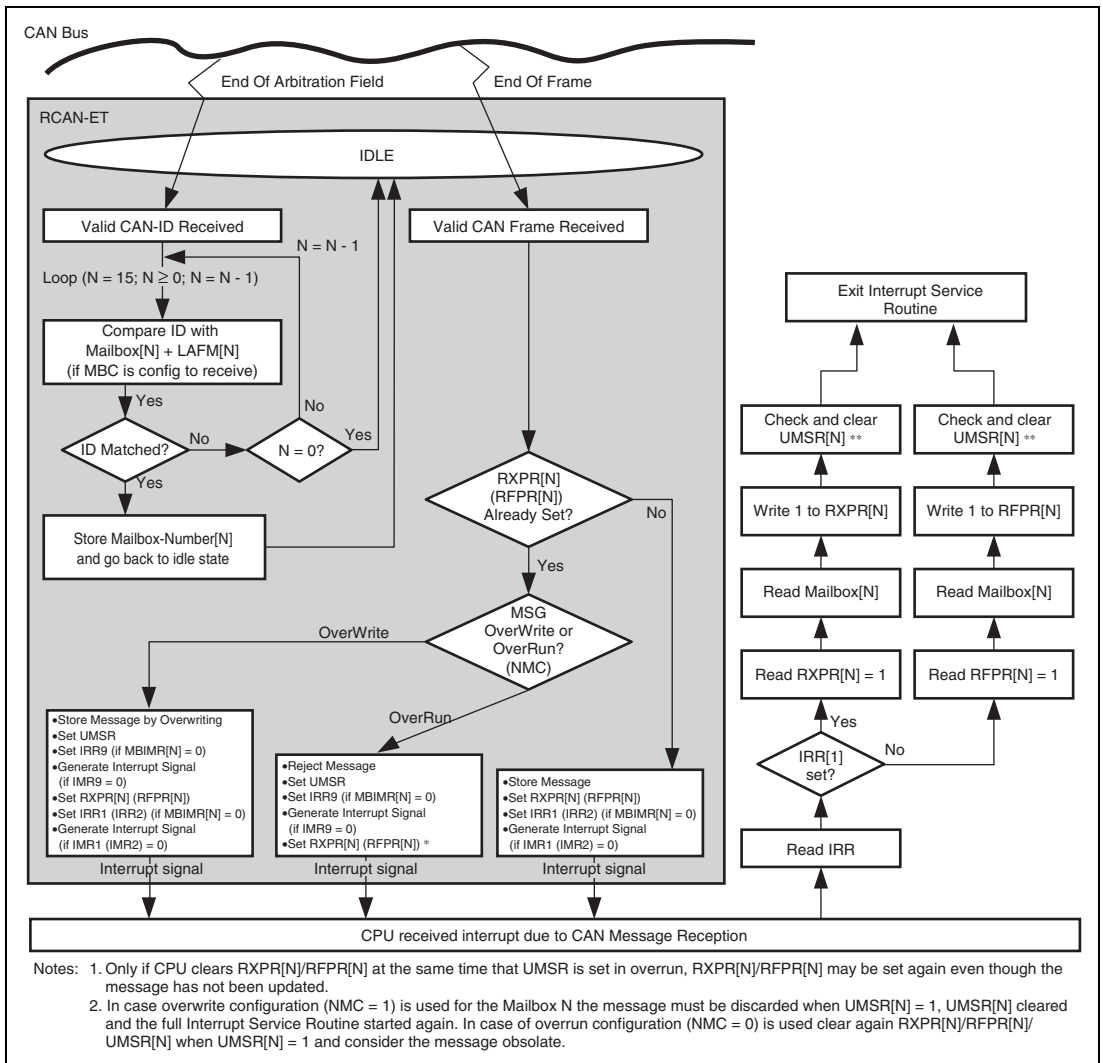 CAN Bus
End Of Arbitration Field
End Of Frame
RCAN-ET
IDLE
Valid CAN-ID Received
Valid CAN Frame Received
N = N - 1
Loop (N = 15; N ≥ 0; N = N - 1)
Compare ID with
Mailbox[N] + LAFM[N]
(if MBC is config to receive)
Yes
ID Matched?
No
N = 0?
No
Yes
Yes
Store Mailbox-Number[N]
and go back to idle state
RXPR[N]
(RFPR[N])
Already Set?
No
Yes
MSG
OverWrite or
OverRun?
(NMC)
OverWrite
OverRun
•Store Message by Overwriting
•Set UMSR
•Set IRR9 (if MBIMR[N] = 0)
•Generate Interrupt Signal
(if IMR9 = 0)
•Set RXPR[N] (RFPR[N])
•Set IRR1 (IRR2) (if MBIMR[N] = 0)
•Generate Interrupt Signal
(if IMR1 (IMR2) = 0)
•Reject Message
•Set UMSR
•Set IRR9 (if MBIMR[N] = 0)
•Generate Interrupt Signal
(if IMR9 = 0)
•Set RXPR[N] (RFPR[N]) *
•Store Message
•Set RXPR[N] (RFPR[N])
•Set IRR1 (IRR2) (if MBIMR[N] = 0)
•Generate Interrupt Signal
(if IMR1 (IMR2) = 0)
Interrupt signal
Interrupt signal
Interrupt signal
Exit Interrupt Service
Routine
Check and clear
UMSR[N] **
Check and clear
UMSR[N] **
Write 1 to RXPR[N]
Write 1 to RFPR[N]
Read Mailbox[N]
Read Mailbox[N]
Read RXPR[N] = 1
Read RFPR[N] = 1
Yes
IRR[1]
set?
No
Read IRR
CPU received interrupt due to CAN Message Reception
Notes: 1. Only if CPU clears RXPR[N]/RFPR[N] at the same time that UMSR is set in overrun, RXPR[N]/RFPR[N] may be set again even though the
message has not been updated.
2. In case overwrite configuration (NMC = 1) is used for the Mailbox N the message must be discarded when UMSR[N] = 1, UMSR[N] cleared
and the full Interrupt Service Routine started again. In case of overrun configuration (NMC = 0) is used clear again RXPR[N]/RFPR[N]/
UMSR[N] when UMSR[N] = 1 and consider the message obsolate.